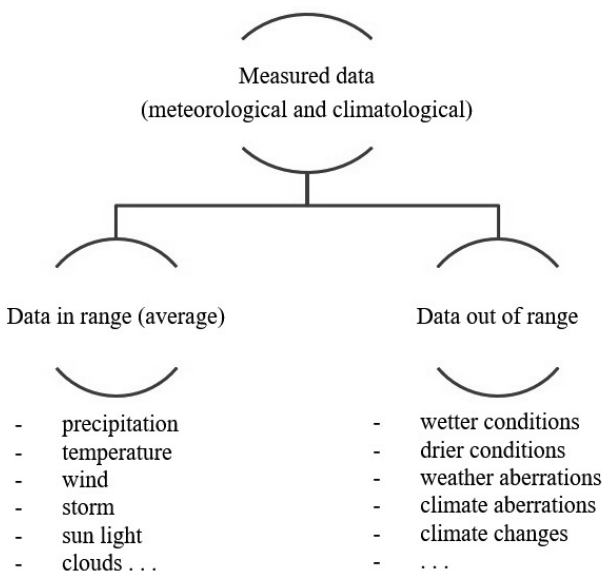 Measured data
(meteorological and climatological)
Data in range (average)
- precipitation
- temperature
- wind
- storm
- sun light
- clouds . . .
Data out of range
- wetter conditions
- drier conditions
- weather aberrations
- climate aberrations
- climate changes
- . . .